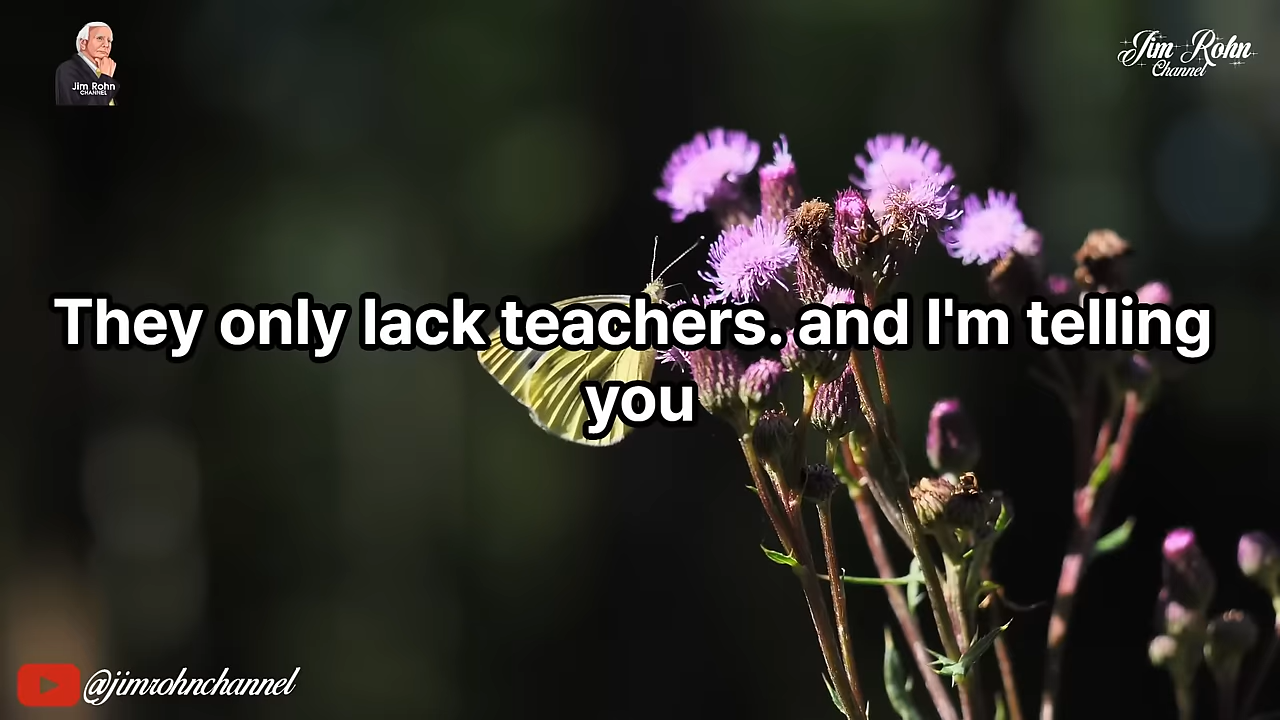 Jim Rohn
CHANNEL
Jim Rohn
Channel
They only lack teachers. and I'm telling
you
@jimrohnchannel